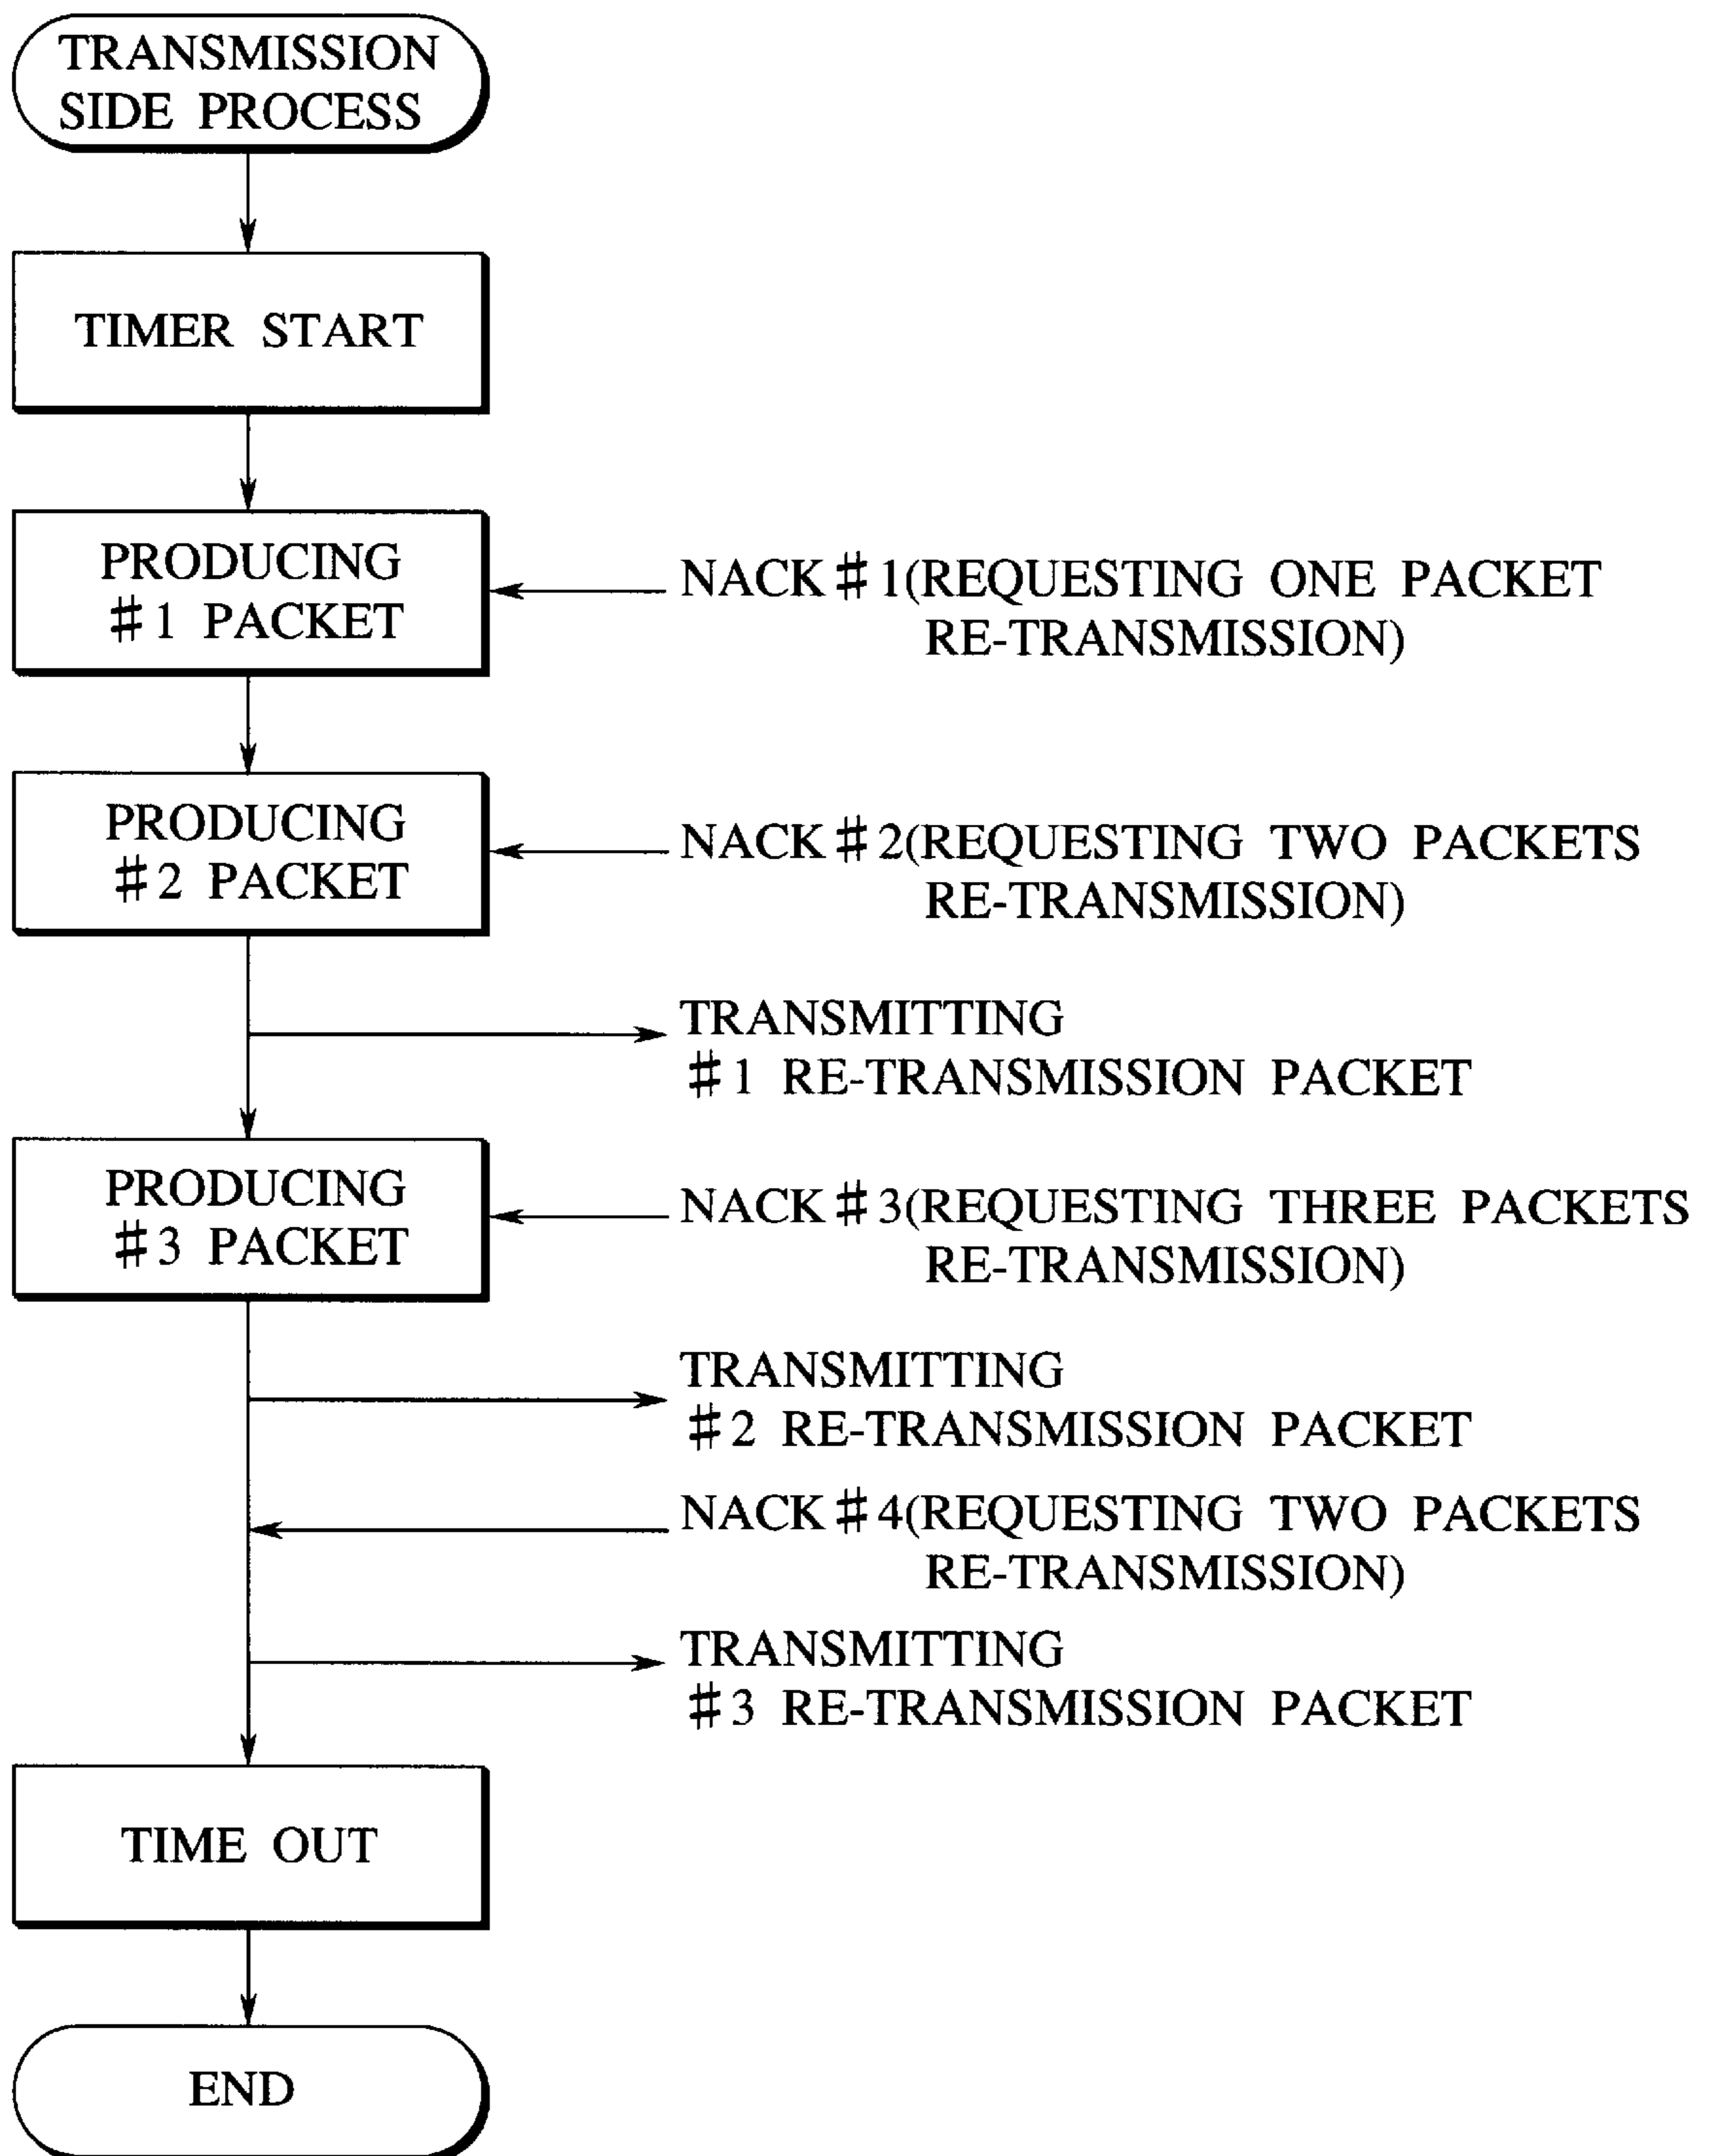 TRANSMISSION
SIDE PROCESS
TIMER START
PRODUCING
#1 PACKET
NACK#1(REQUESTING ONE PACKET
RE-TRANSMISSION)
PRODUCING
#2 PACKET
NACK#2(REQUESTING TWO PACKETS
RE-TRANSMISSION)
TRANSMITTING
#1 RE-TRANSMISSION PACKET
PRODUCING
#3 PACKET
NACK#3(REQUESTING THREE PACKETS
RE-TRANSMISSION)
TRANSMITTING
#2 RE-TRANSMISSION PACKET
NACK#4(REQUESTING TWO PACKETS
RE-TRANSMISSION)
TRANSMITTING
#3 RE-TRANSMISSION PACKET
TIME OUT
END